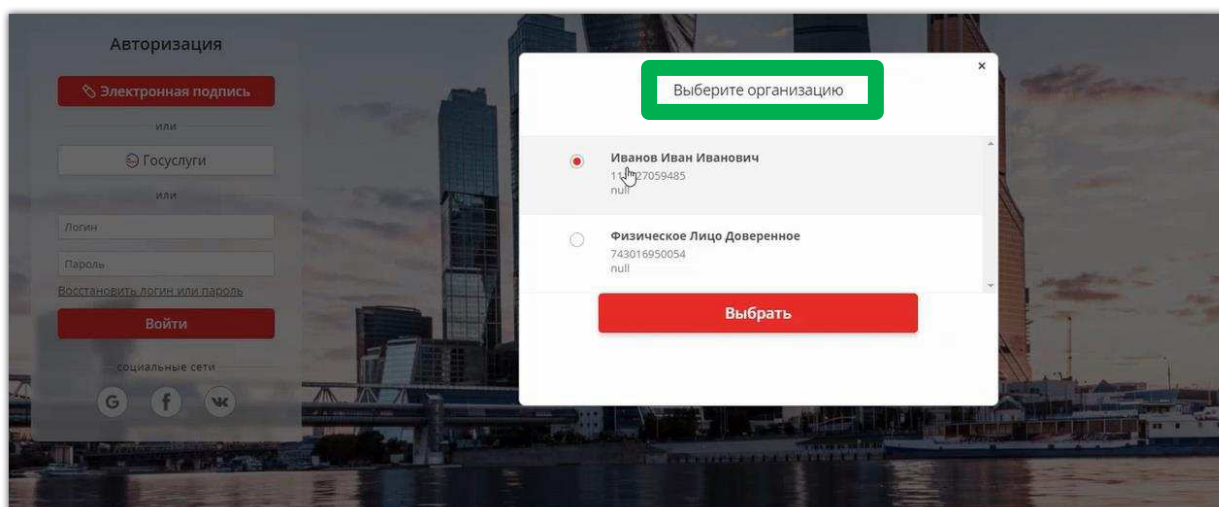 Авторизация
Электронная подпись
или
Госуслуги
или
Логин
Пароль
Восстановить логин или пароль
Войти
социальные сети
G f
×
Выберите организацию
Иванов Иван Иванович
null
Физическое Лицо Доверенное
743016950054
null
Выбрать